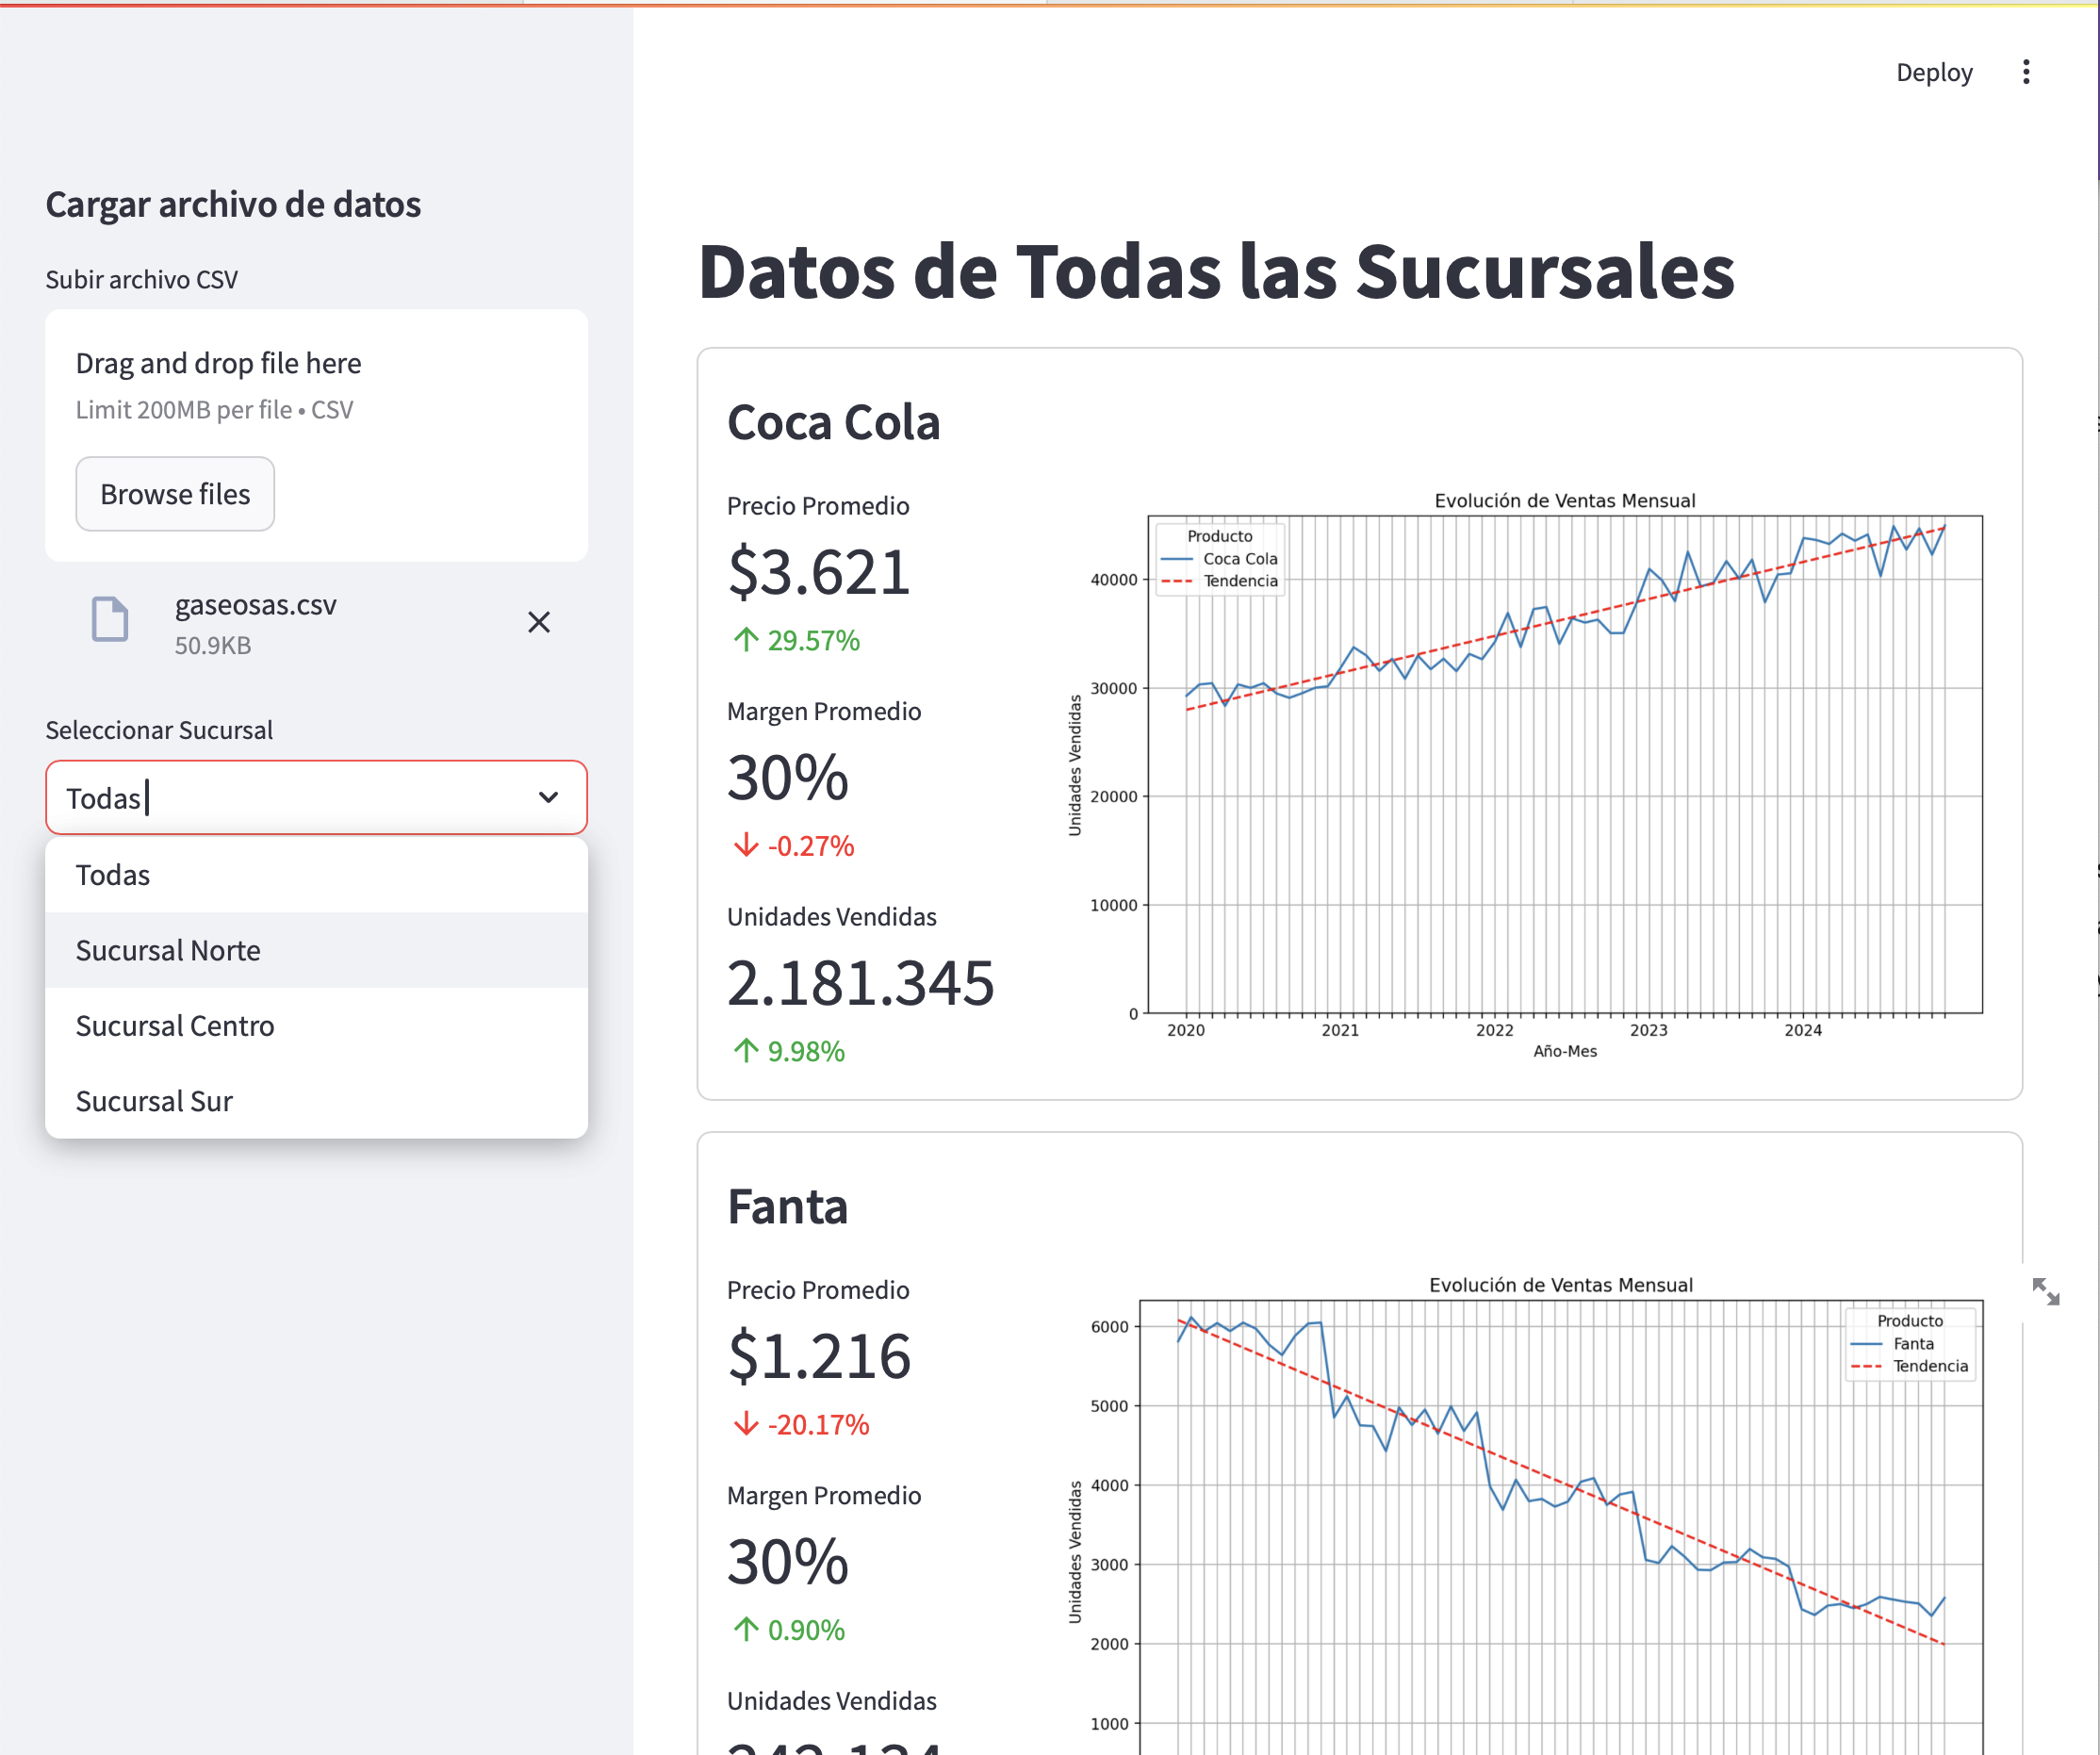 Deploy
Cargar archivo de datos
Subir archivo CSV
Drag and drop file here
Limit 200MB per file • CSV
Browse files
gaseosas.csv
50.9KB
Seleccionar Sucursal
Todas
Todas
Sucursal Norte
Sucursal Centro
Sucursal Sur
Datos de Todas las Sucursales
Coca Cola
Precio Promedio
$3.621
29.57%
Margen Promedio
30%
-0.27%
Unidades Vendidas
2.181.345
9.98%
Evolución de Ventas Mensual
Producto
Coca Cola
Tendencia
Unidades Vendidas
40000
30000
20000
10000
0
2020 2021 2022 2023 2024
Año-Mes
Fanta
Precio Promedio
$1.216
-20.17%
Margen Promedio
30%
0.90%
Unidades Vendidas
Evolución de Ventas Mensual
Producto
Fanta
Tendencia
Unidades Vendidas
6000
5000
4000
3000
2000
1000